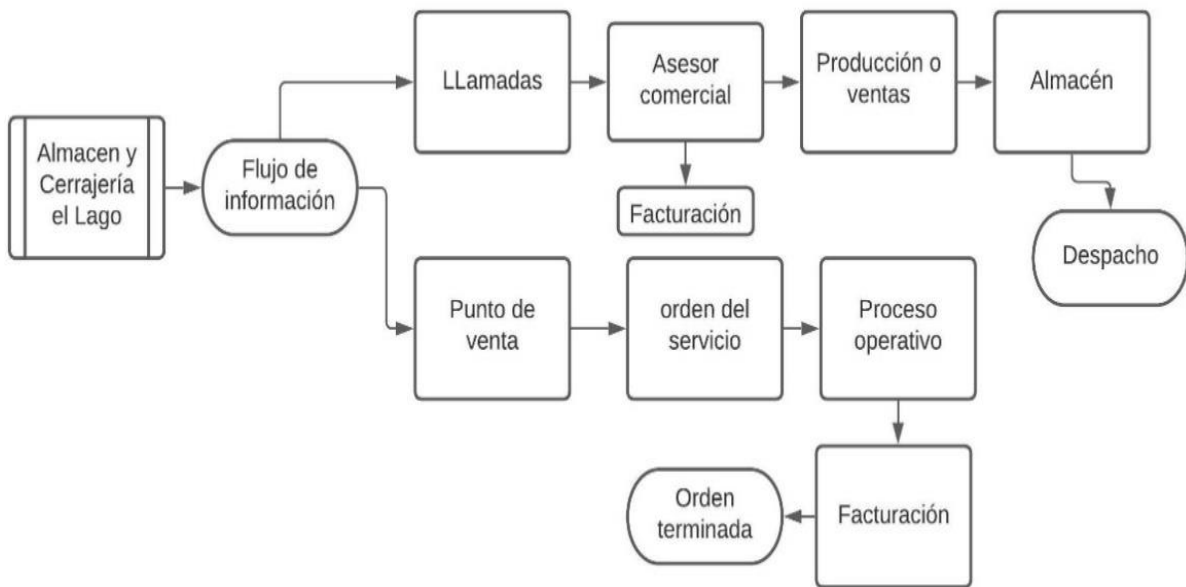 Almacen y
Cerrajería
el Lago
Flujo de
información
LLamadas
Asesor
comercial
Facturación
Producción o
ventas
Almacén
Despacho
Punto de
venta
orden del
servicio
Proceso
operativo
Facturación
Orden
terminada